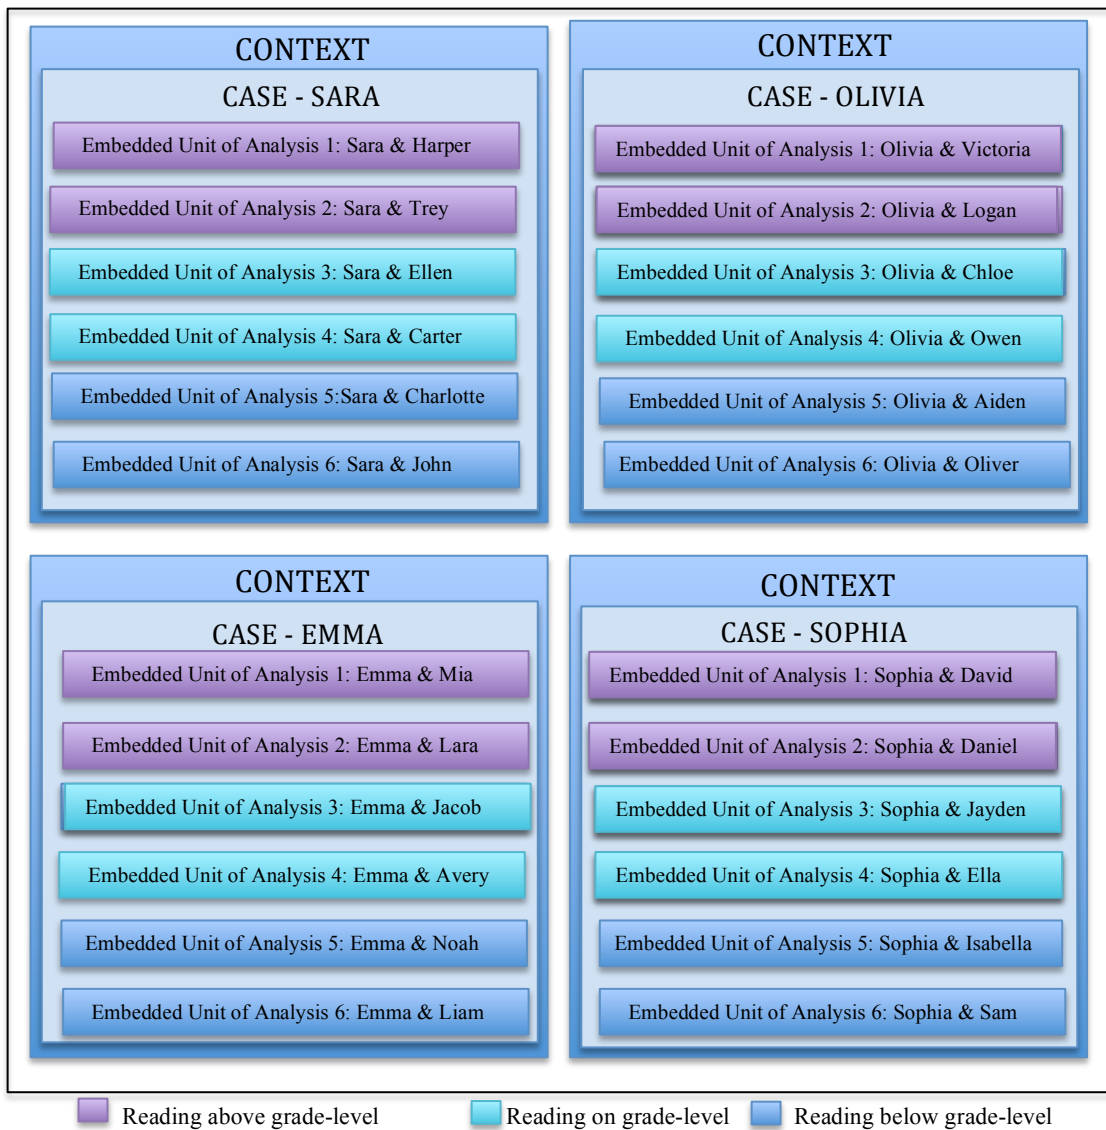 CONTEXT
CASE - SARA
Embedded Unit of Analysis 1: Sara & Harper
Embedded Unit of Analysis 2: Sara & Trey
Embedded Unit of Analysis 3: Sara & Ellen
Embedded Unit of Analysis 4: Sara & Carter
Embedded Unit of Analysis 5:Sara & Charlotte
Embedded Unit of Analysis 6: Sara & John
CONTEXT
CASE - OLIVIA
Embedded Unit of Analysis 1: Olivia & Victoria
Embedded Unit of Analysis 2: Olivia & Logan
Embedded Unit of Analysis 3: Olivia & Chloe
Embedded Unit of Analysis 4: Olivia & Owen
Embedded Unit of Analysis 5: Olivia & Aiden
Embedded Unit of Analysis 6: Olivia & Oliver
CONTEXT
CASE - EMMA
Embedded Unit of Analysis 1: Emma & Mia
Embedded Unit of Analysis 2: Emma & Lara
Embedded Unit of Analysis 3: Emma & Jacob
Embedded Unit of Analysis 4: Emma & Avery
Embedded Unit of Analysis 5: Emma & Noah
Embedded Unit of Analysis 6: Emma & Liam
CONTEXT
CASE - SOPHIA
Embedded Unit of Analysis 1: Sophia & David
Embedded Unit of Analysis 2: Sophia & Daniel
Embedded Unit of Analysis 3: Sophia & Jayden
Embedded Unit of Analysis 4: Sophia & Ella
Embedded Unit of Analysis 5: Sophia & Isabella
Embedded Unit of Analysis 6: Sophia & Sam
Reading above grade-level
Reading on grade-level
Reading below grade-level